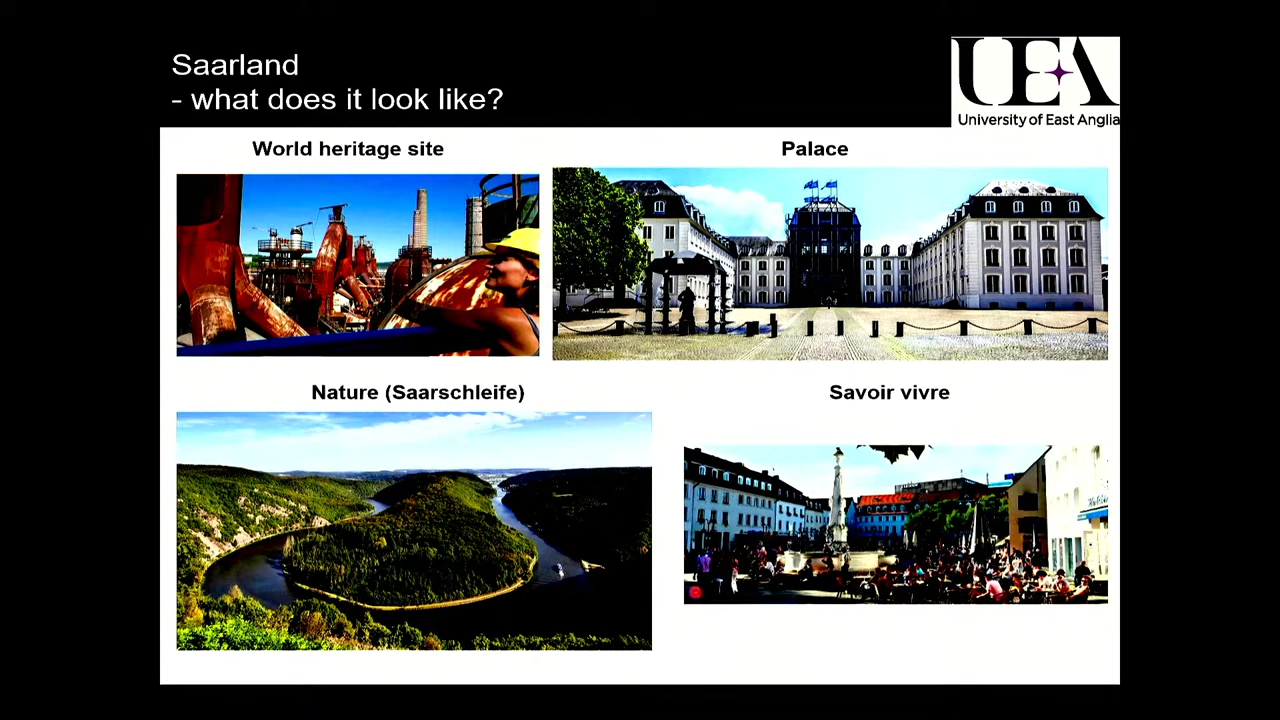 Saarland
- what does it look like?
UEA
University of East Anglia
World heritage site
Palace
Nature (Saarschleife)
Savoir vivre